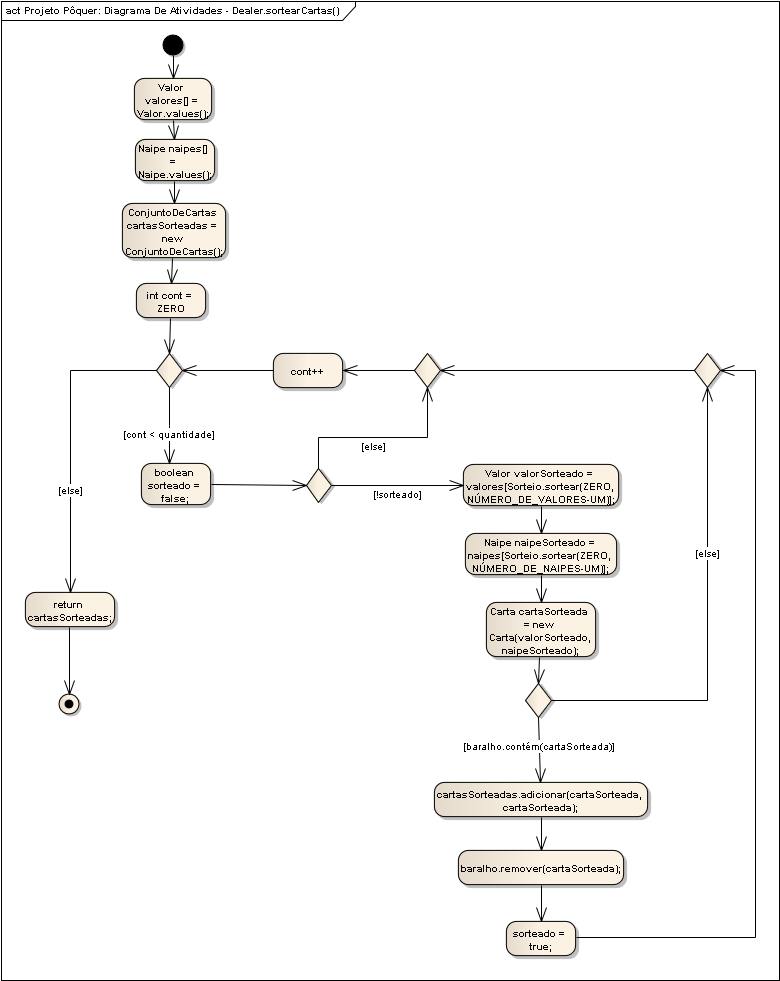 act Projeto Pôquer: Diagrama De Atividades - Dealer.sortearCartas()
Valor
valores[] =
Valor.values();
Naipe naipes[]
=
Naipe.values();
ConjuntoDeCartas
cartasSorteadas =
new
ConjuntoDeCartas();
int cont =
ZERO
cont++
[cont < quantidade]
[else]
[else]
boolean
sorteado =
false;
[!sorteado]
Valor valorSorteado =
valores[Sorteio.sortear(ZERO,
NÚMERO_DE_VALORES-UM)];
Naipe naipeSorteado =
naipes[Sorteio.sortear(ZERO,
NÚMERO_DE_NAIPES-UM)];
[else]
return
cartasSorteadas;
Carta cartaSorteada
= new
Carta(valorSorteado,
naipeSorteado);
[baralho.contém(cartaSorteada)]
cartasSorteadas.adicionar(cartaSorteada,
cartaSorteada);
baralho.remover(cartaSorteada);
sorteado =
true;